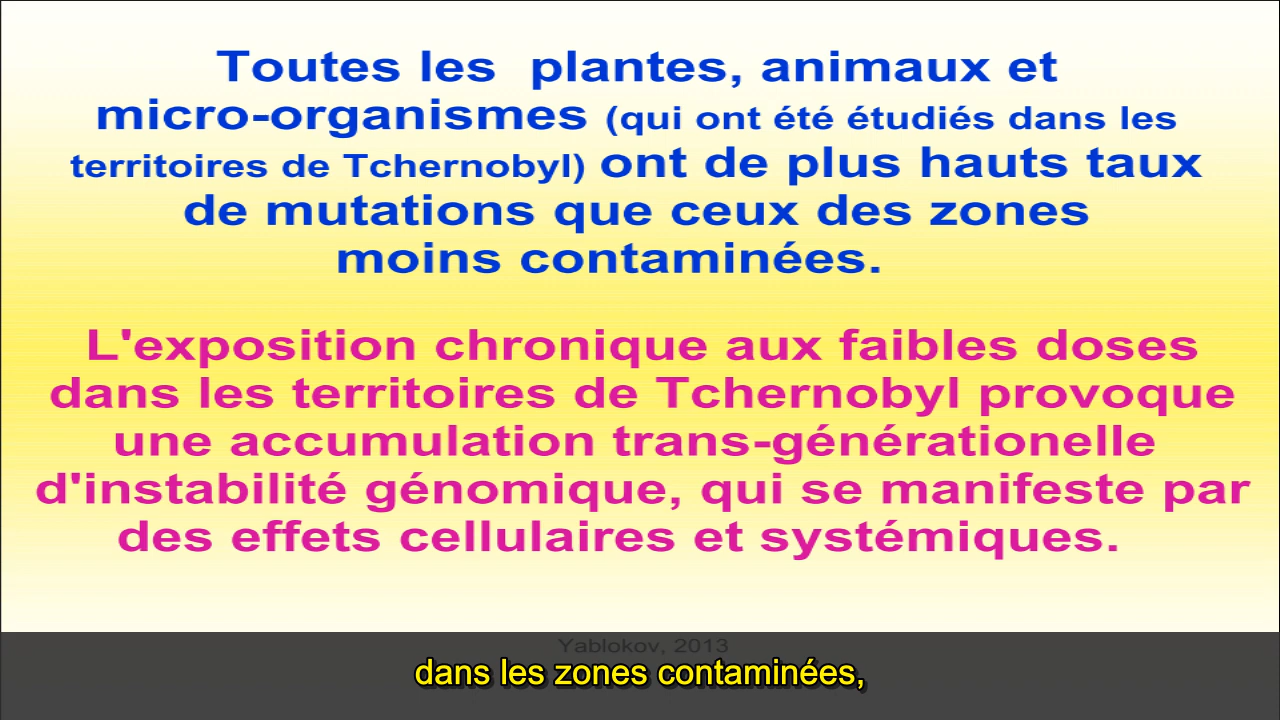 Toutes les plantes, animaux et
micro-organismes (qui ont été étudiés dans les
territoires de Tchernobyl) ont de plus hauts taux
de mutations que ceux des zones
moins contaminées.
L'exposition chronique aux faibles doses
dans les territoires de Tchernobyl provoque
une accumulation trans-générationelle
d'instabilité génomique, qui se manifeste par
des effets cellulaires et systémiques.
Yablokov, 2013
dans les zones contaminées,